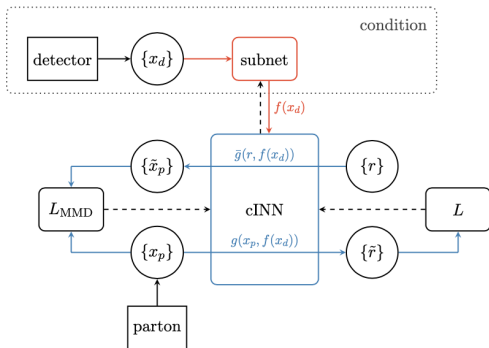 condition
detector
{x_d}
subnet
f(x_d)
{x̃_p}
ḡ(r, f(x_d))
{r}
L_MMD
cINN
L
{x_p}
g(x_p, f(x_d))
{r̃}
parton